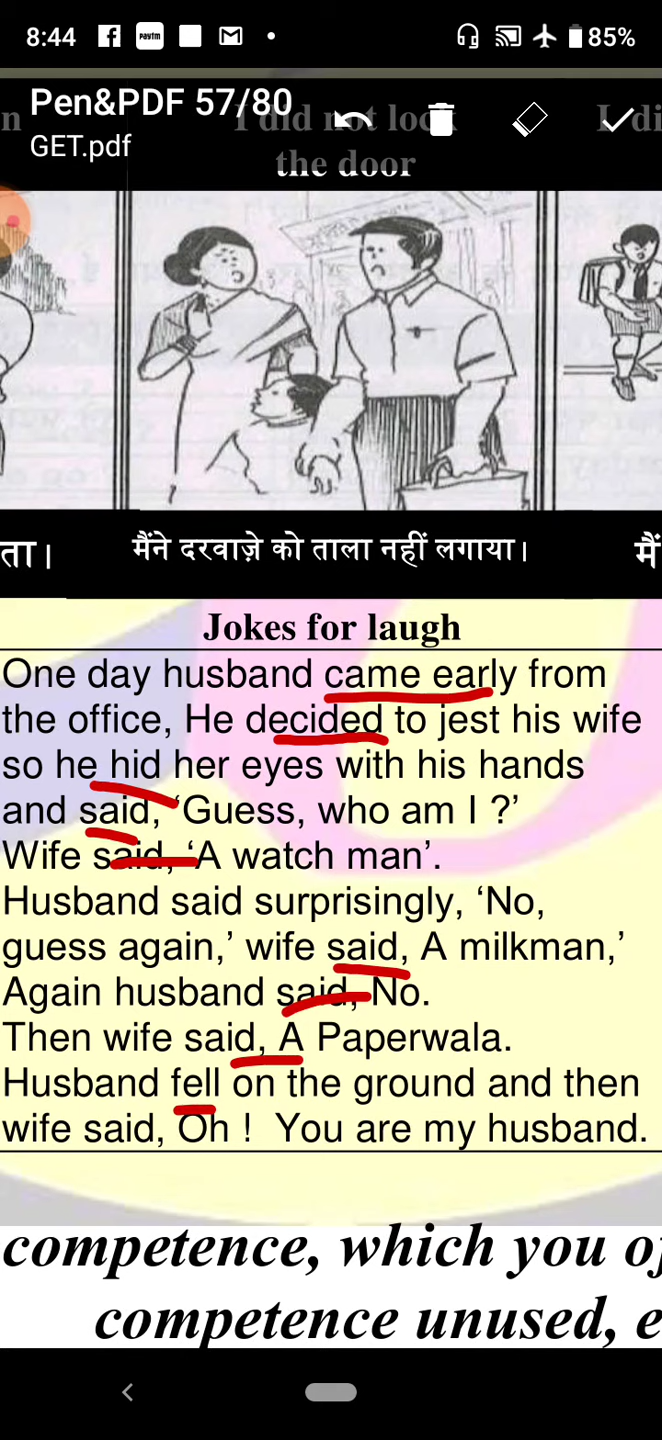 8:44
paytm
85%
Pen&PDF 57/80
GET.pdf
n
I did not lock
the door
I di
ता।
मैंने दरवाज़े को ताला नहीं लगाया।
मैं
Jokes for laugh
One day husband came early from
the office, He decided to jest his wife
so he hid her eyes with his hands
and said, ‘Guess, who am I ?’
Wife said, ‘A watch man’.
Husband said surprisingly, ‘No,
guess again,’ wife said, A milkman,’
Again husband said, No.
Then wife said, A Paperwala.
Husband fell on the ground and then
wife said, Oh ! You are my husband.
competence, which you of
competence unused, e